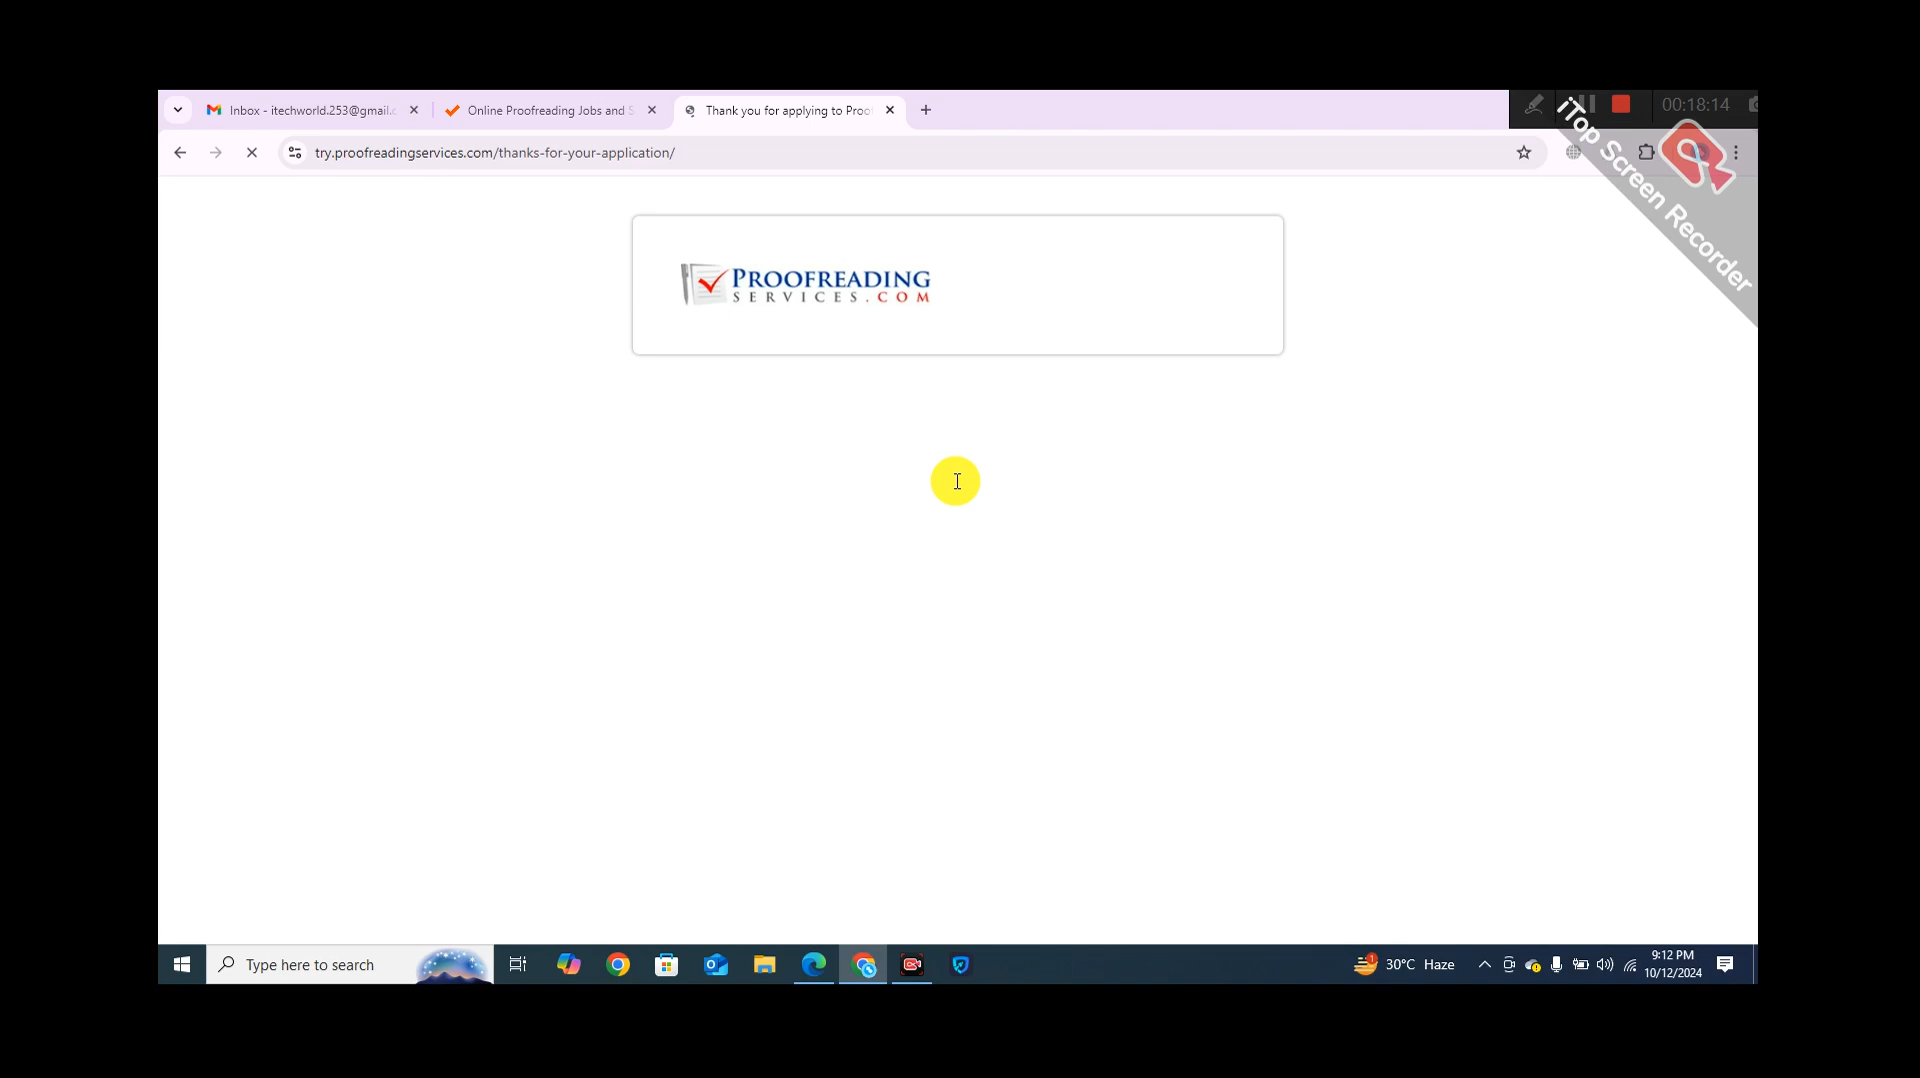 Inbox - itechworld.253@gmail.c
Online Proofreading Jobs and S
Thank you for applying to Proo
00:18:14
try.proofreadingservices.com/thanks-for-your-application/
iTop Screen Recorder
PROOFREADING
SERVICES.COM
Type here to search
1
30°C Haze
9:12 PM
10/12/2024